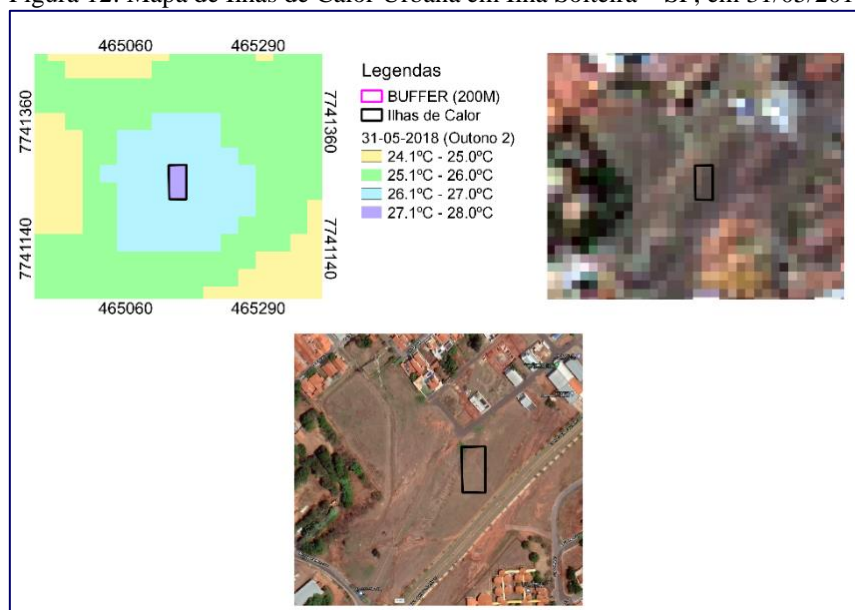 Figura 12: Mapa de Ilhas de Calor Urbana em Ilha Solteira – SP, em 31/05/201
465060 465290
7741360
7741140
7741360
7741140
465060 465290
Legendas
BUFFER (200M)
Ilhas de Calor
31-05-2018 (Outono 2)
24.1ºC - 25.0ºC
25.1ºC - 26.0ºC
26.1ºC - 27.0ºC
27.1ºC - 28.0ºC